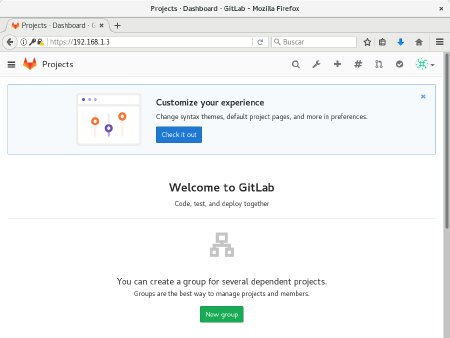 Projects · Dashboard · GitLab - Mozilla Firefox
Projects · Dashboard · G
https://192.168.1.3
Buscar
Projects
Customize your experience
Change syntax themes, default project pages, and more in preferences.
Check it out
Welcome to GitLab
Code, test, and deploy together
You can create a group for several dependent projects.
Groups are the best way to manage projects and members.
New group